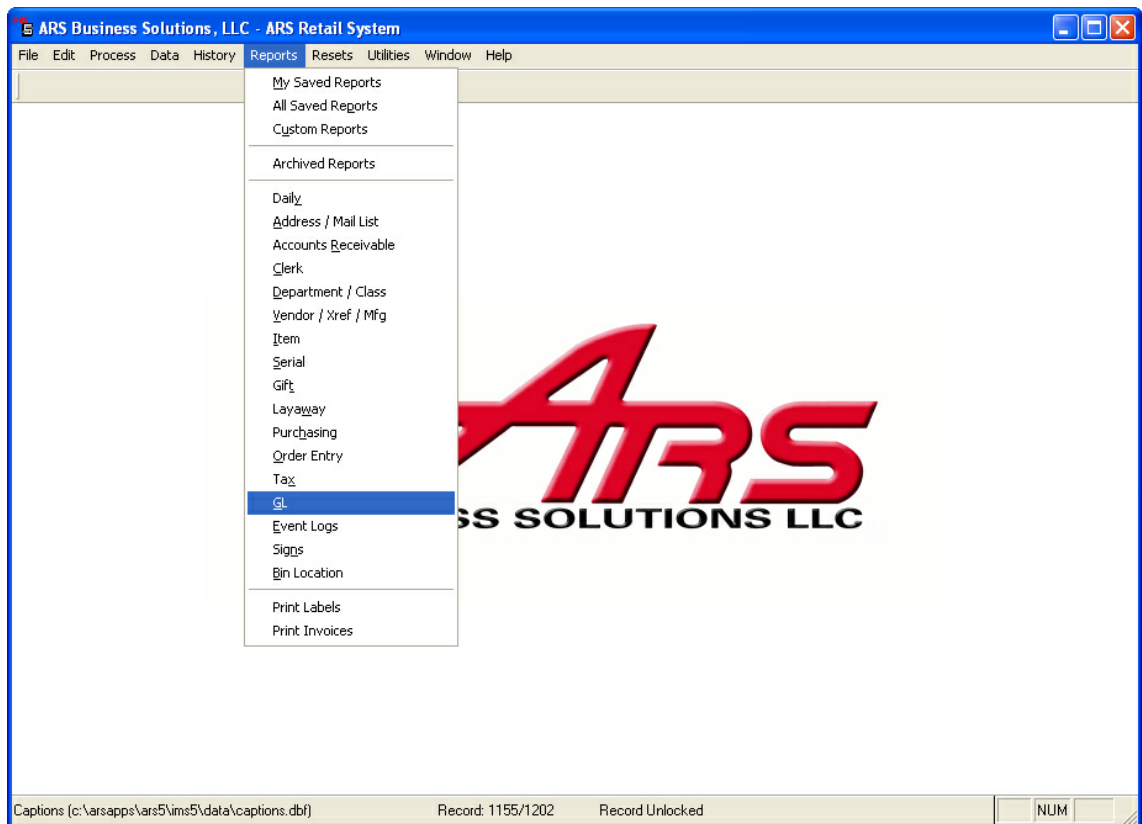 ARS Business Solutions, LLC - ARS Retail System
File Edit Process Data History Reports Resets Utilities Window Help
My Saved Reports
All Saved Reports
Custom Reports
Archived Reports
Daily
Address / Mail List
Accounts Receivable
Clerk
Department / Class
Vendor / Xref / Mfg
Item
Serial
Gift
Layaway
Purchasing
Order Entry
Tax
GL
Event Logs
Signs
Bin Location
Print Labels
Print Invoices
ARS
SS SOLUTIONS LLC
Captions (c:\arsapps\ars5\ims5\data\captions.dbf) Record: 1155/1202 Record Unlocked NUM